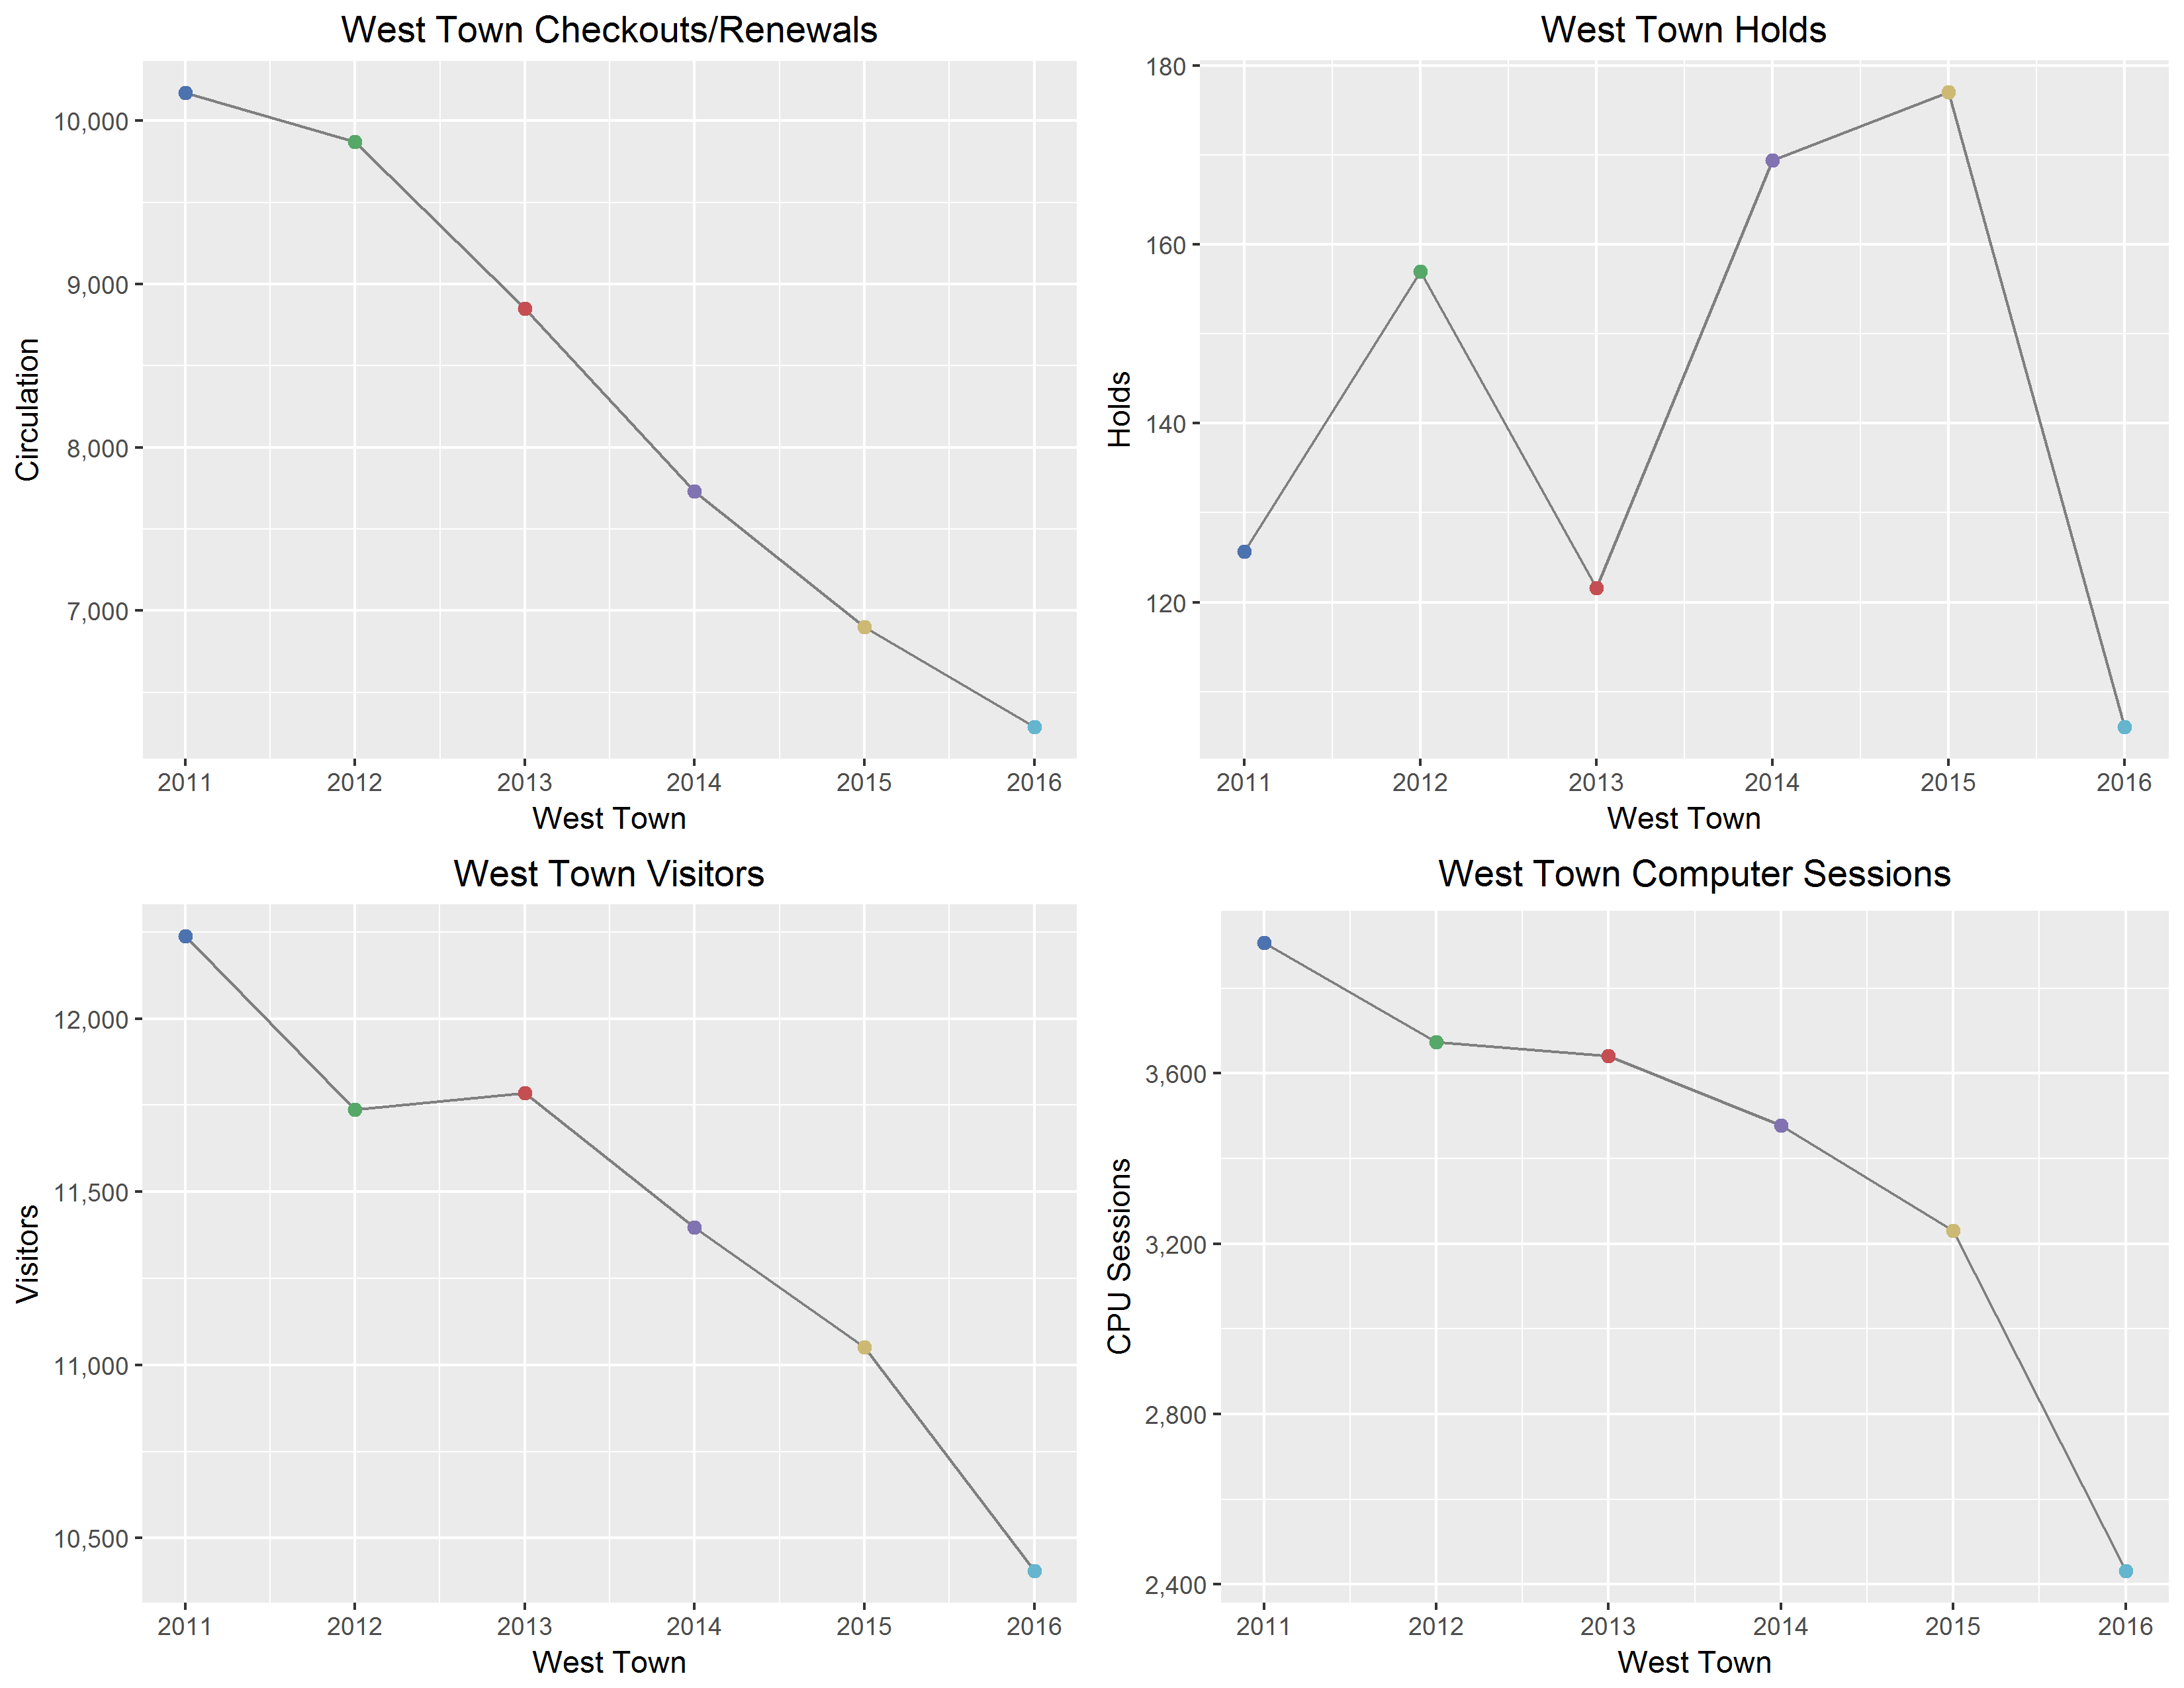 West Town Checkouts/Renewals
10,000
9,000
8,000
7,000
Circulation
2011 2012 2013 2014 2015 2016
West Town
West Town Holds
180
160
140
120
Holds
2011 2012 2013 2014 2015 2016
West Town
West Town Visitors
12,000
11,500
11,000
10,500
Visitors
2011 2012 2013 2014 2015 2016
West Town
West Town Computer Sessions
3,600
3,200
2,800
2,400
CPU Sessions
2011 2012 2013 2014 2015 2016
West Town